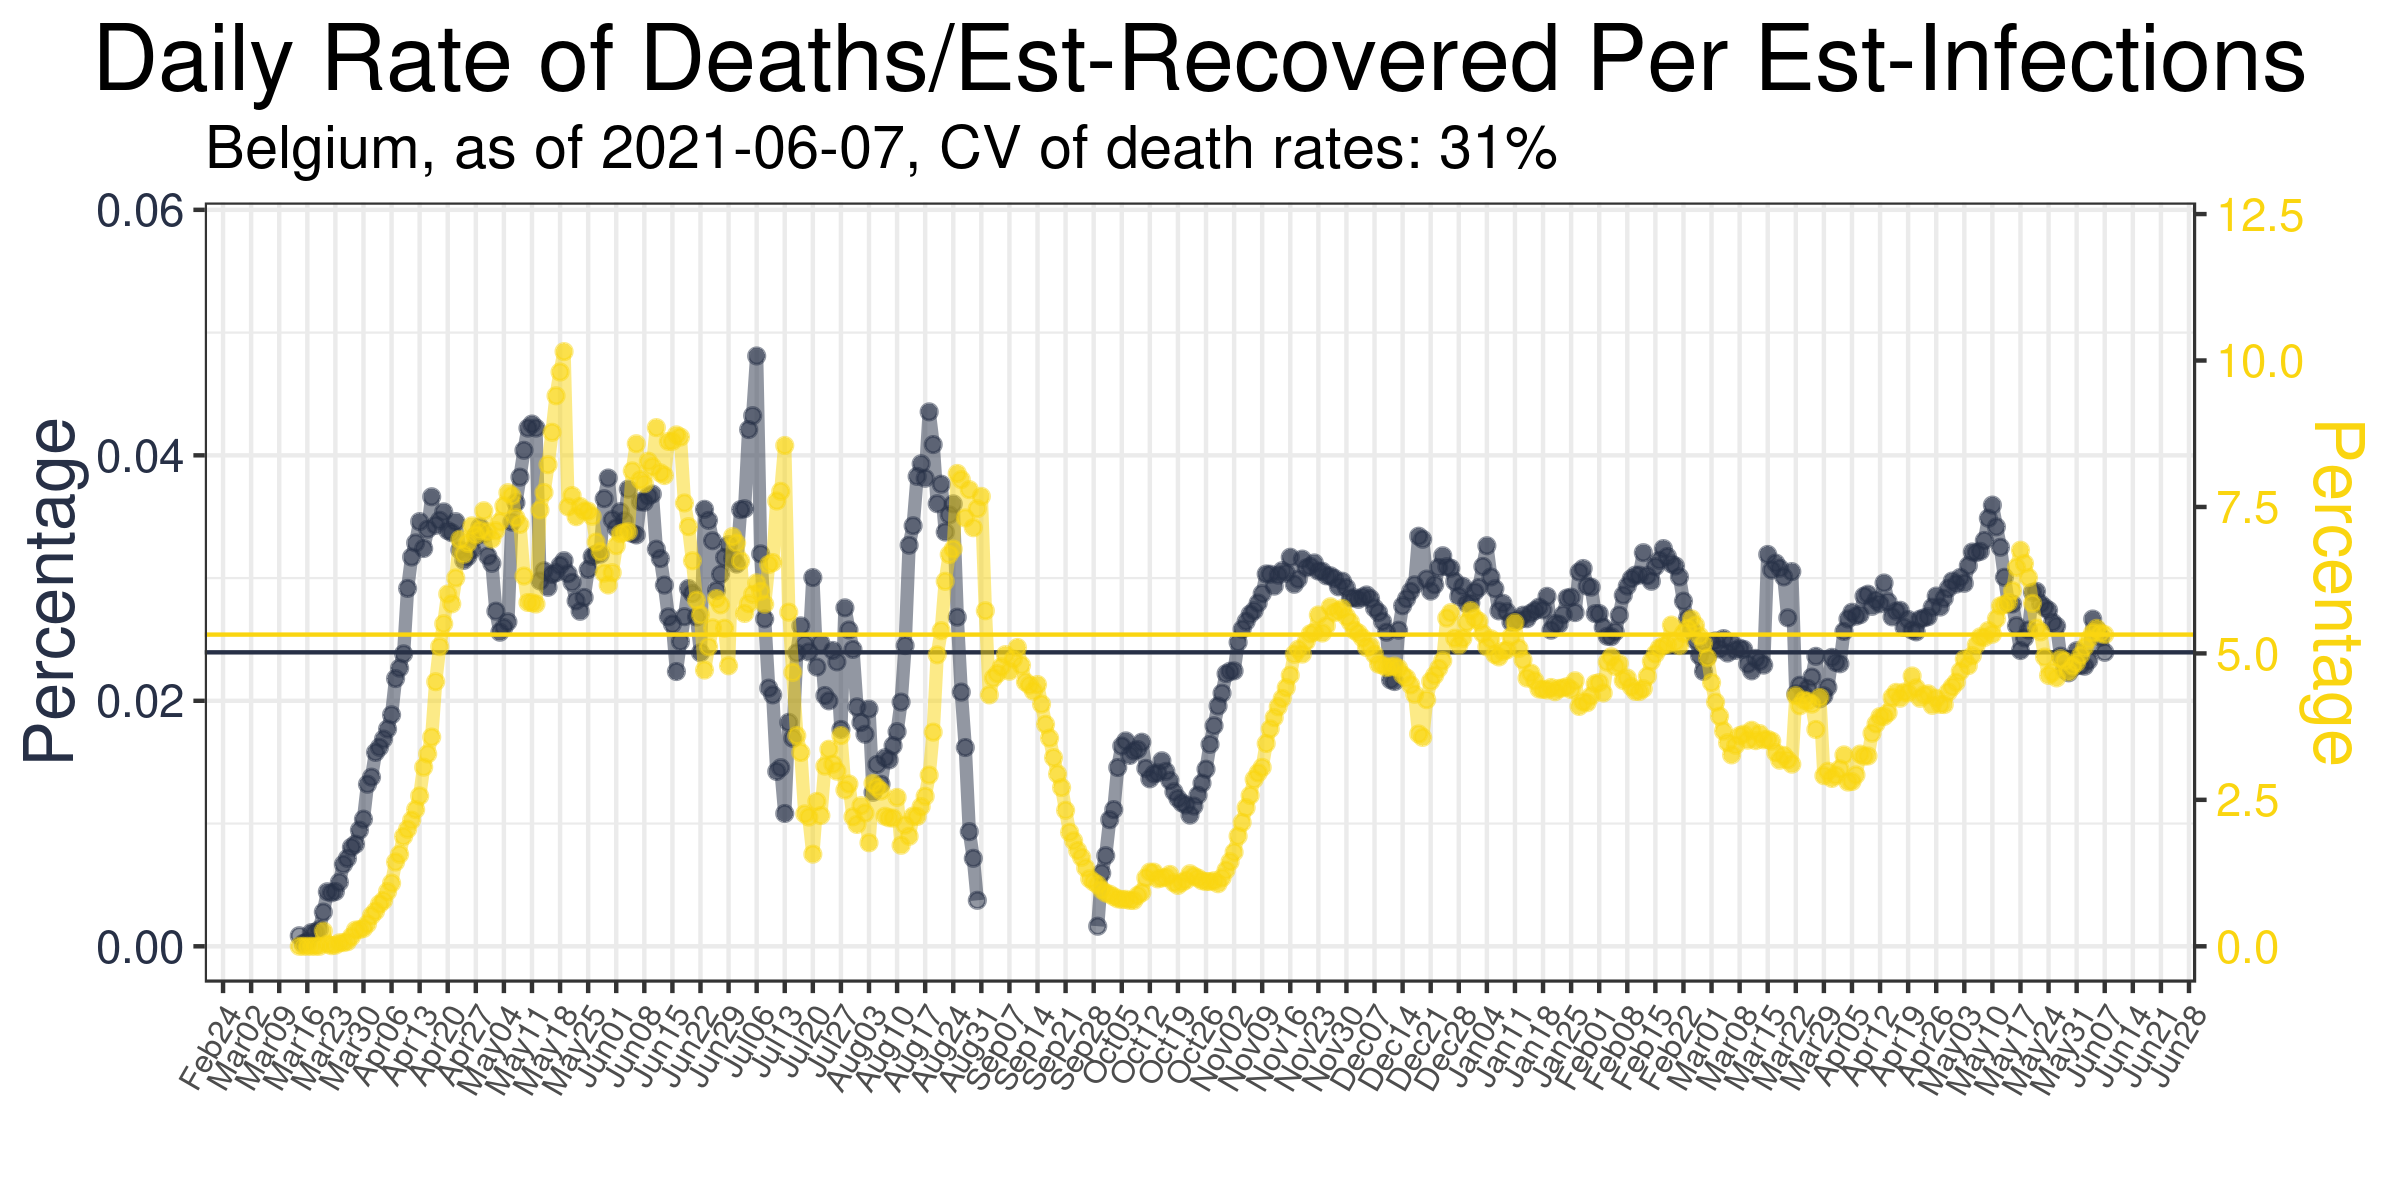 Daily Rate of Deaths/Est-Recovered Per Est-Infections
Belgium, as of 2021-06-07, CV of death rates: 31%
Percentage
0.06
0.04
0.02
0.00
12.5
10.0
7.5
5.0
2.5
0.0
Percentage
Feb24
Mar02
Mar09
Mar16
Mar23
Mar30
Apr06
Apr13
Apr20
Apr27
May04
May11
May18
May25
Jun01
Jun08
Jun15
Jun22
Jun29
Jul06
Jul13
Jul20
Jul27
Aug03
Aug10
Aug17
Aug24
Aug31
Sep07
Sep14
Sep21
Sep28
Oct05
Oct12
Oct19
Oct26
Nov02
Nov09
Nov16
Nov23
Nov30
Dec07
Dec14
Dec21
Dec28
Jan04
Jan11
Jan18
Jan25
Feb01
Feb08
Feb15
Feb22
Mar01
Mar08
Mar15
Mar22
Mar29
Apr05
Apr12
Apr19
Apr26
May03
May10
May17
May24
May31
Jun07
Jun14
Jun21
Jun28